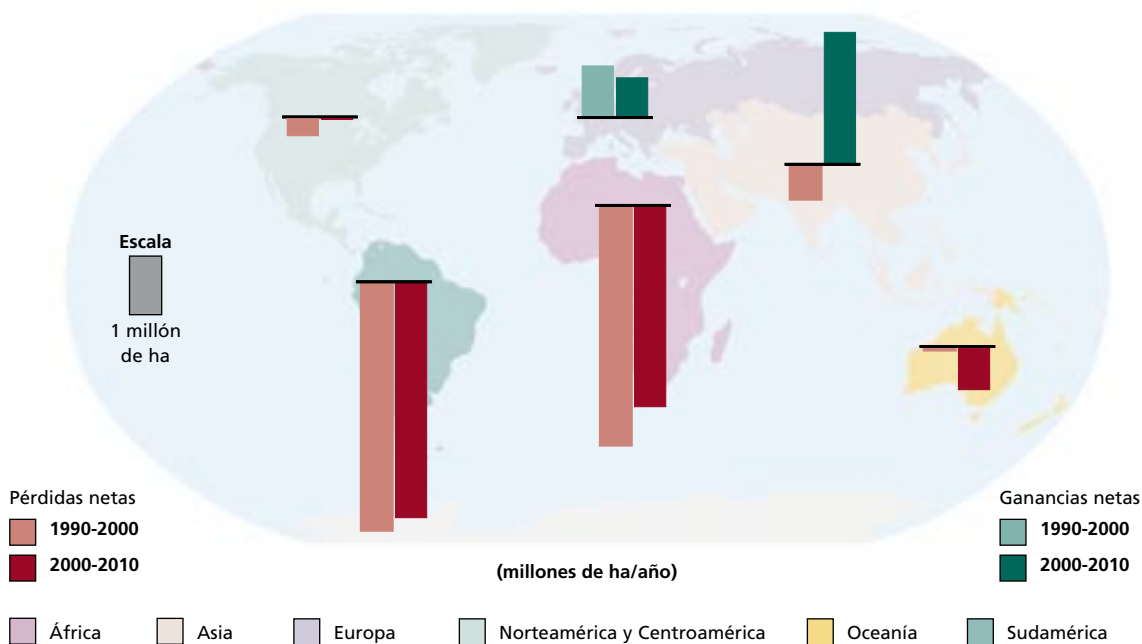 Escala
1 millón
de ha
Pérdidas netas
1990-2000
2000-2010
(millones de ha/año)
Ganancias netas
1990-2000
2000-2010
África
Asia
Europa
Norteamérica y Centroamérica
Oceanía
Sudamérica